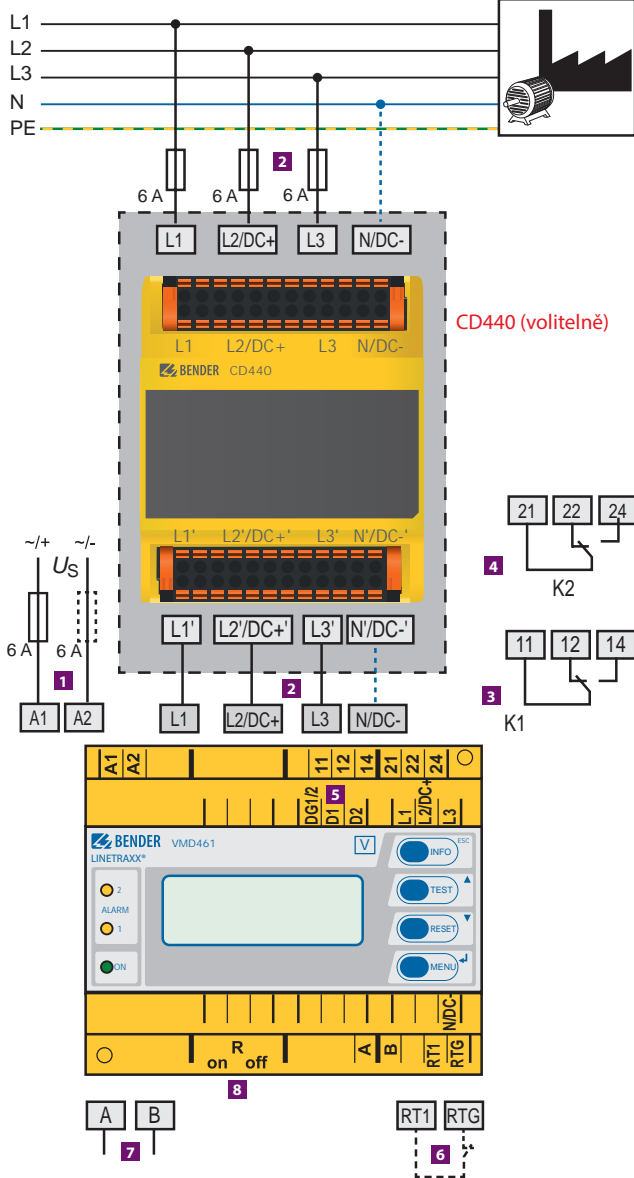 L1
L2
L3
N
PE
2
6 A 6 A 6 A
L1 L2/DC+ L3 N/DC-
CD440 (volitelně)
L1 L2/DC+ L3 N/DC-
BENDER CD440
L1' L2'/DC+' L3' N'/DC-'
L1' L2'/DC+' L3' N'/DC-'
~/+ ~/-
US
6 A 6 A
1
A1 A2
2
L1 L2/DC+ L3 N/DC-
21 22 24
4
K2
11 12 14
3
K1
A1 A2 11 12 14 21 22 24
5
DG1/2 D1 D2 L1 L2/DC+ L3
BENDER VMD461
LINETRAXX®
V
INFO ESC
2
TEST
ALARM
1
RESET
ON
MENU
N/DC-
R
on off
A B RT1 RTG
8
A B
7
RT1 RTG
6